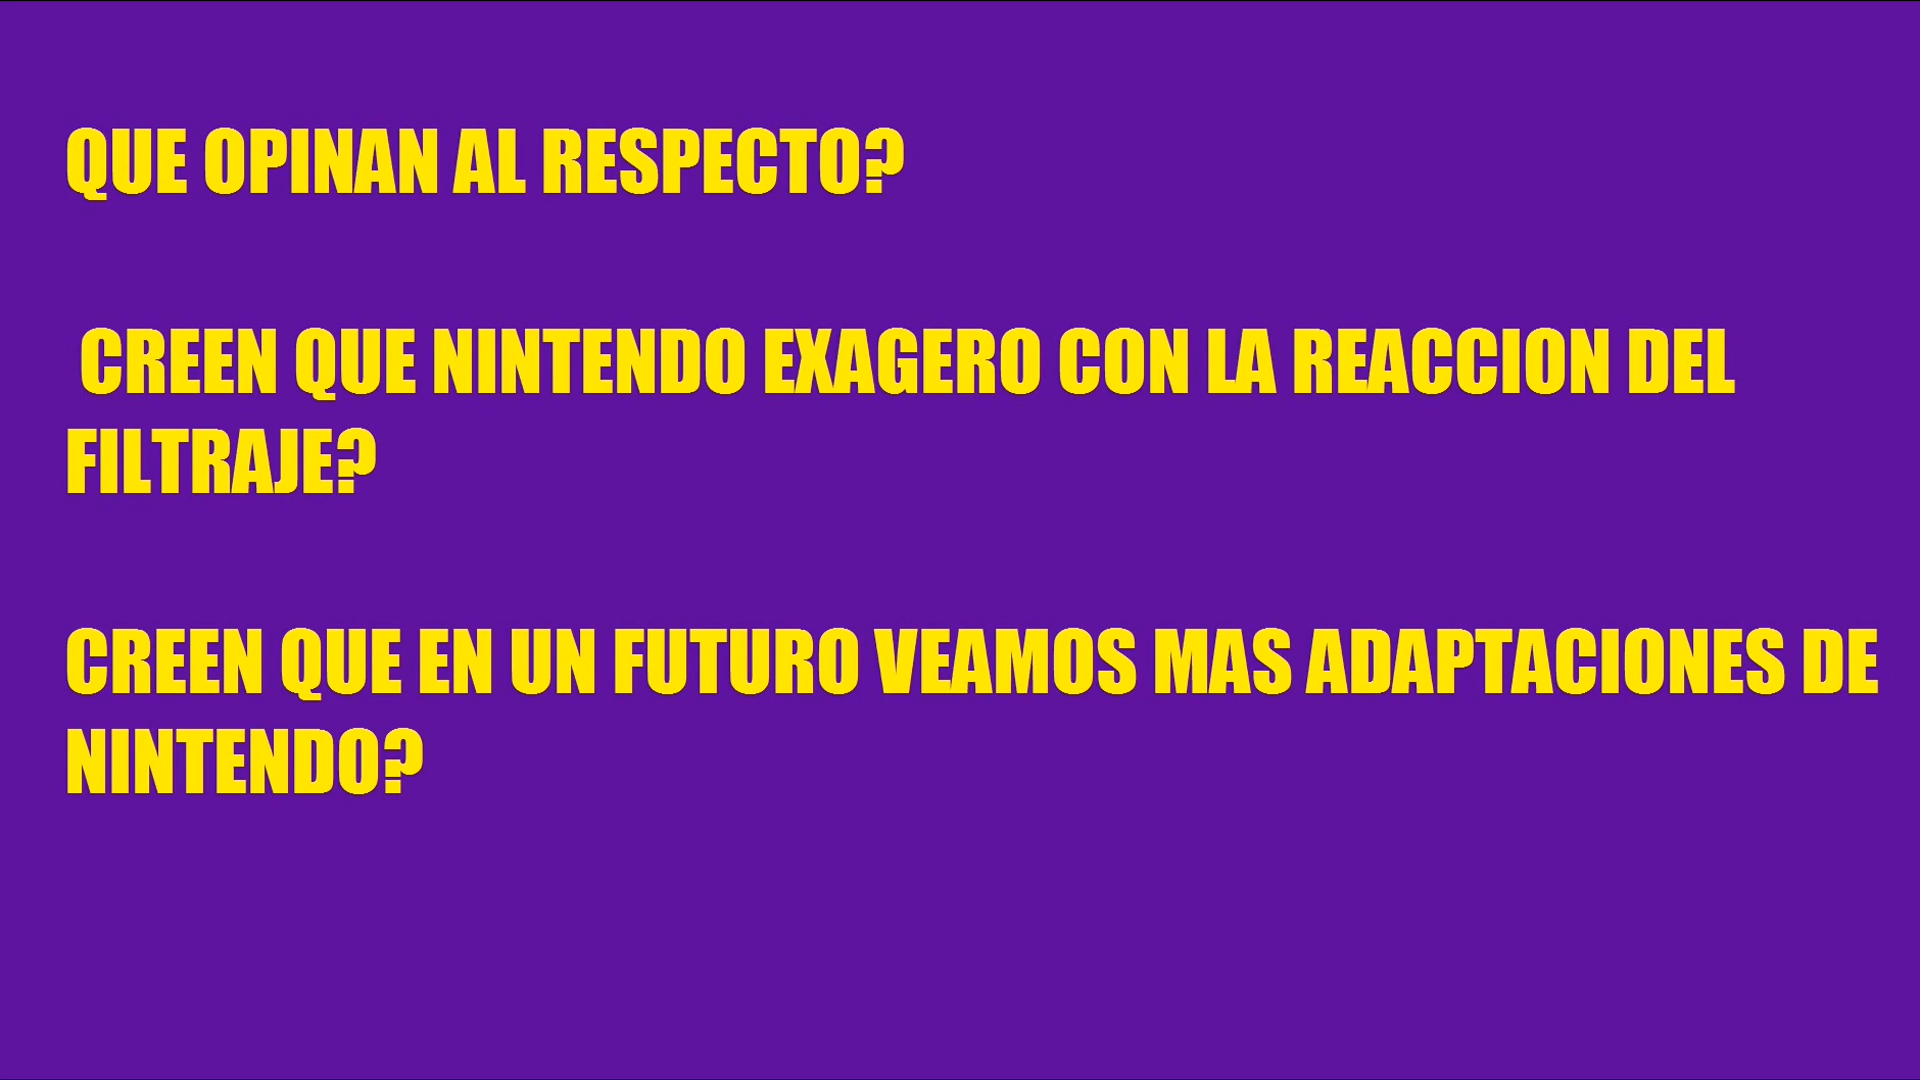 QUE OPINAN AL RESPECTO?
CREEN QUE NINTENDO EXAGERO CON LA REACCION DEL
FILTRAJE?
CREEN QUE EN UN FUTURO VEAMOS MAS ADAPTACIONES DE
NINTENDO?